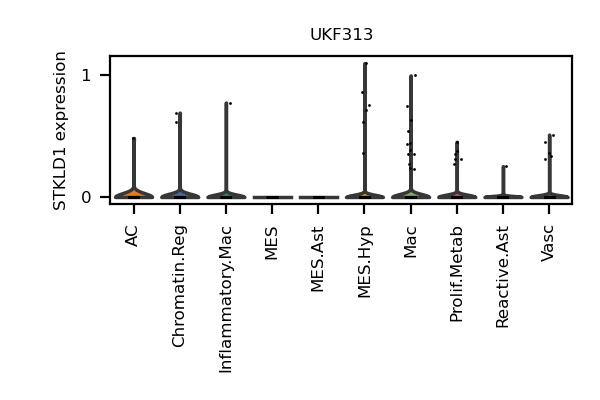 UKF313
STKLD1 expression
1
0
AC
Chromatin.Reg
Inflammatory.Mac
MES
MES.Ast
MES.Hyp
Mac
Prolif.Metab
Reactive.Ast
Vasc